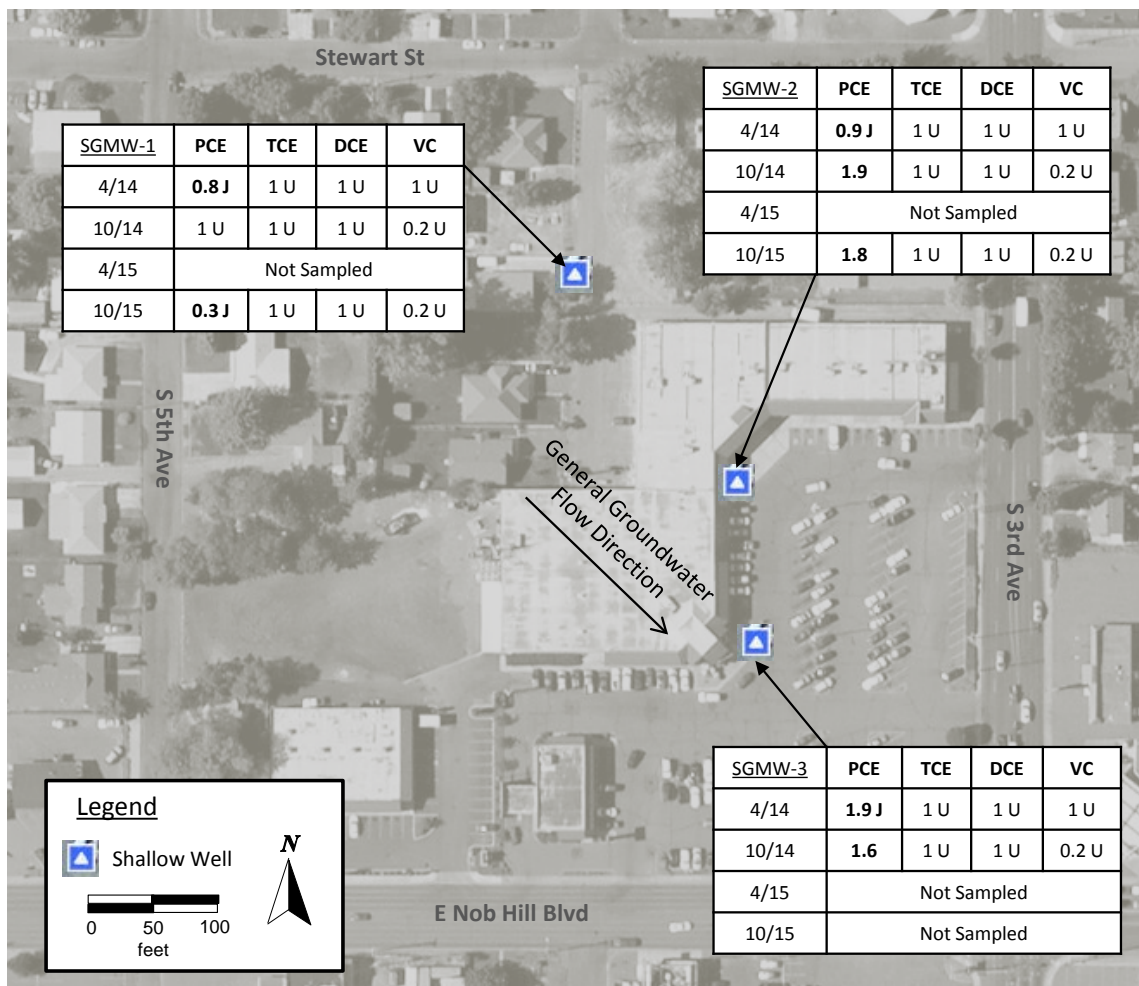 Stewart St
SGMW-1 PCE TCE DCE VC
4/14 0.8 J 1 U 1 U 1 U
10/14 1 U 1 U 1 U 0.2 U
4/15 Not Sampled
10/15 0.3 J 1 U 1 U 0.2 U
SGMW-2 PCE TCE DCE VC
4/14 0.9 J 1 U 1 U 1 U
10/14 1.9 1 U 1 U 0.2 U
4/15 Not Sampled
10/15 1.8 1 U 1 U 0.2 U
S 5th Ave
General Groundwater
Flow Direction
S 3rd Ave
SGMW-3 PCE TCE DCE VC
4/14 1.9 J 1 U 1 U 1 U
10/14 1.6 1 U 1 U 0.2 U
4/15 Not Sampled
10/15 Not Sampled
Legend
Shallow Well
N
0 50 100
feet
E Nob Hill Blvd